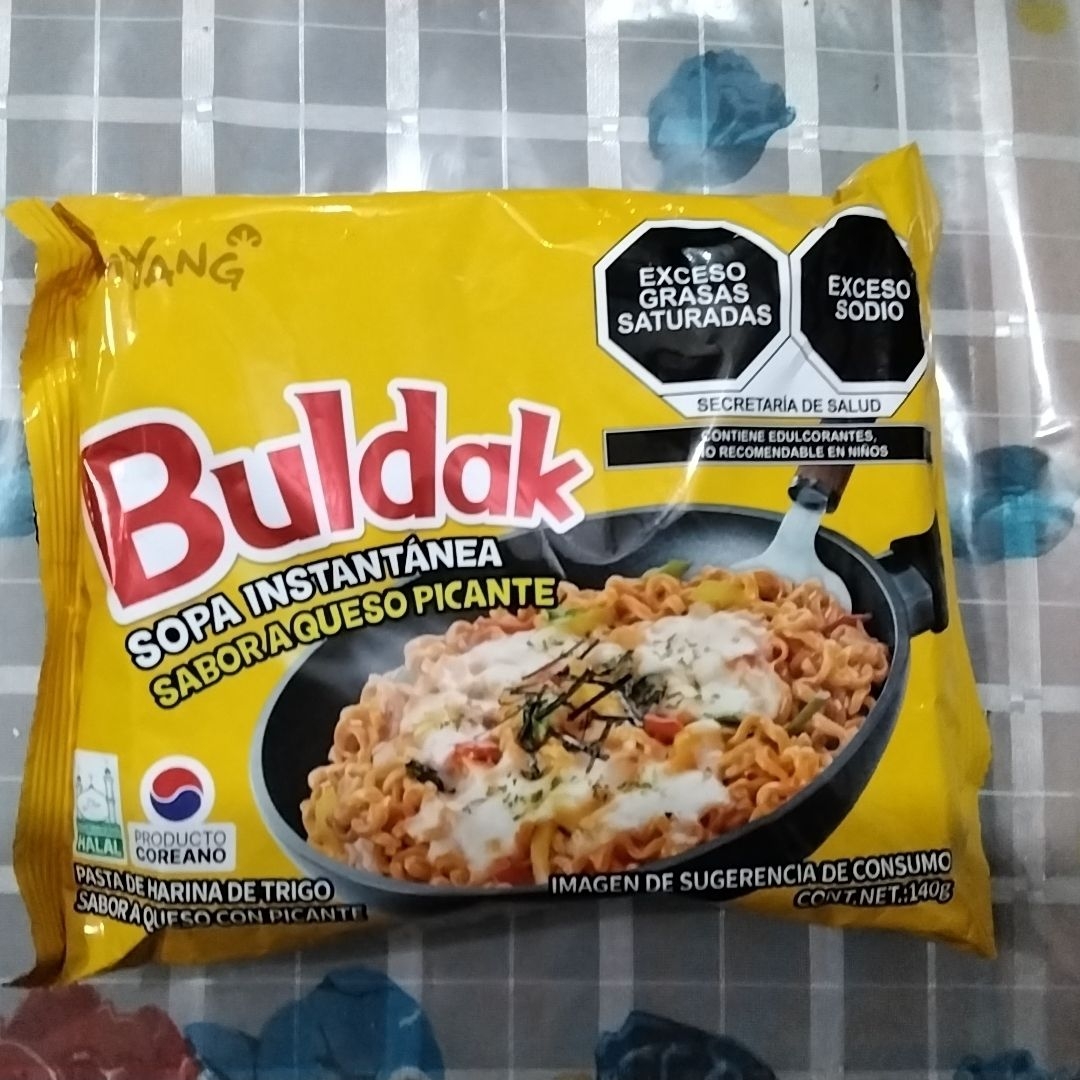 YANG
EXCESO
GRASAS
SATURADAS
EXCESO
SODIO
SECRETARÍA DE SALUD
CONTIENE EDULCORANTES,
NO RECOMENDABLE EN NIÑOS
Buldak
SOPA INSTANTÁNEA
SABOR A QUESO PICANTE
HALAL
PRODUCTO
COREANO
PASTA DE HARINA DE TRIGO
SABOR A QUESO CON PICANTE
IMAGEN DE SUGERENCIA DE CONSUMO
CONT. NET.:140g